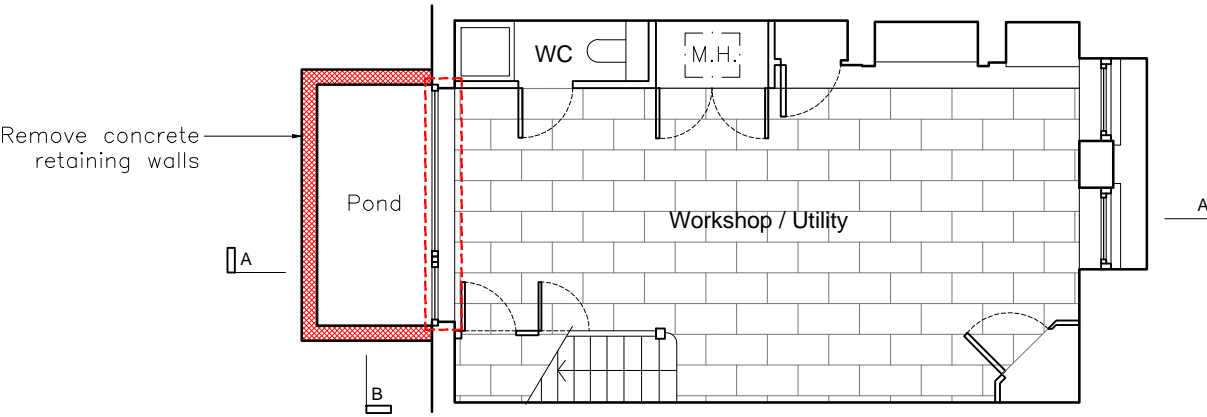 WC
M.H.
Remove concrete
retaining walls
Pond
Workshop / Utility
A
A
B